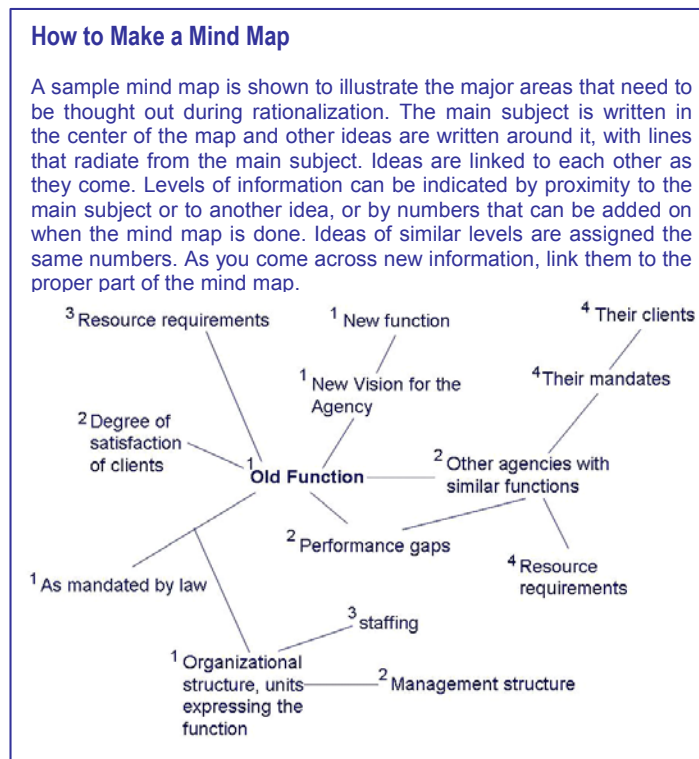 How to Make a Mind Map
A sample mind map is shown to illustrate the major areas that need to
be thought out during rationalization. The main subject is written in
the center of the map and other ideas are written around it, with lines
that radiate from the main subject. Ideas are linked to each other as
they come. Levels of information can be indicated by proximity to the
main subject or to another idea, or by numbers that can be added on
when the mind map is done. Ideas of similar levels are assigned the
same numbers. As you come across new information, link them to the
proper part of the mind map.
3 Resource requirements
1 New function
4 Their clients
1 New Vision for the
Agency
4 Their mandates
2 Degree of
satisfaction
of clients
1 Old Function
2 Other agencies with
similar functions
2 Performance gaps
4 Resource
requirements
1 As mandated by law
3 staffing
1 Organizational
structure, units
expressing the
function
2 Management structure